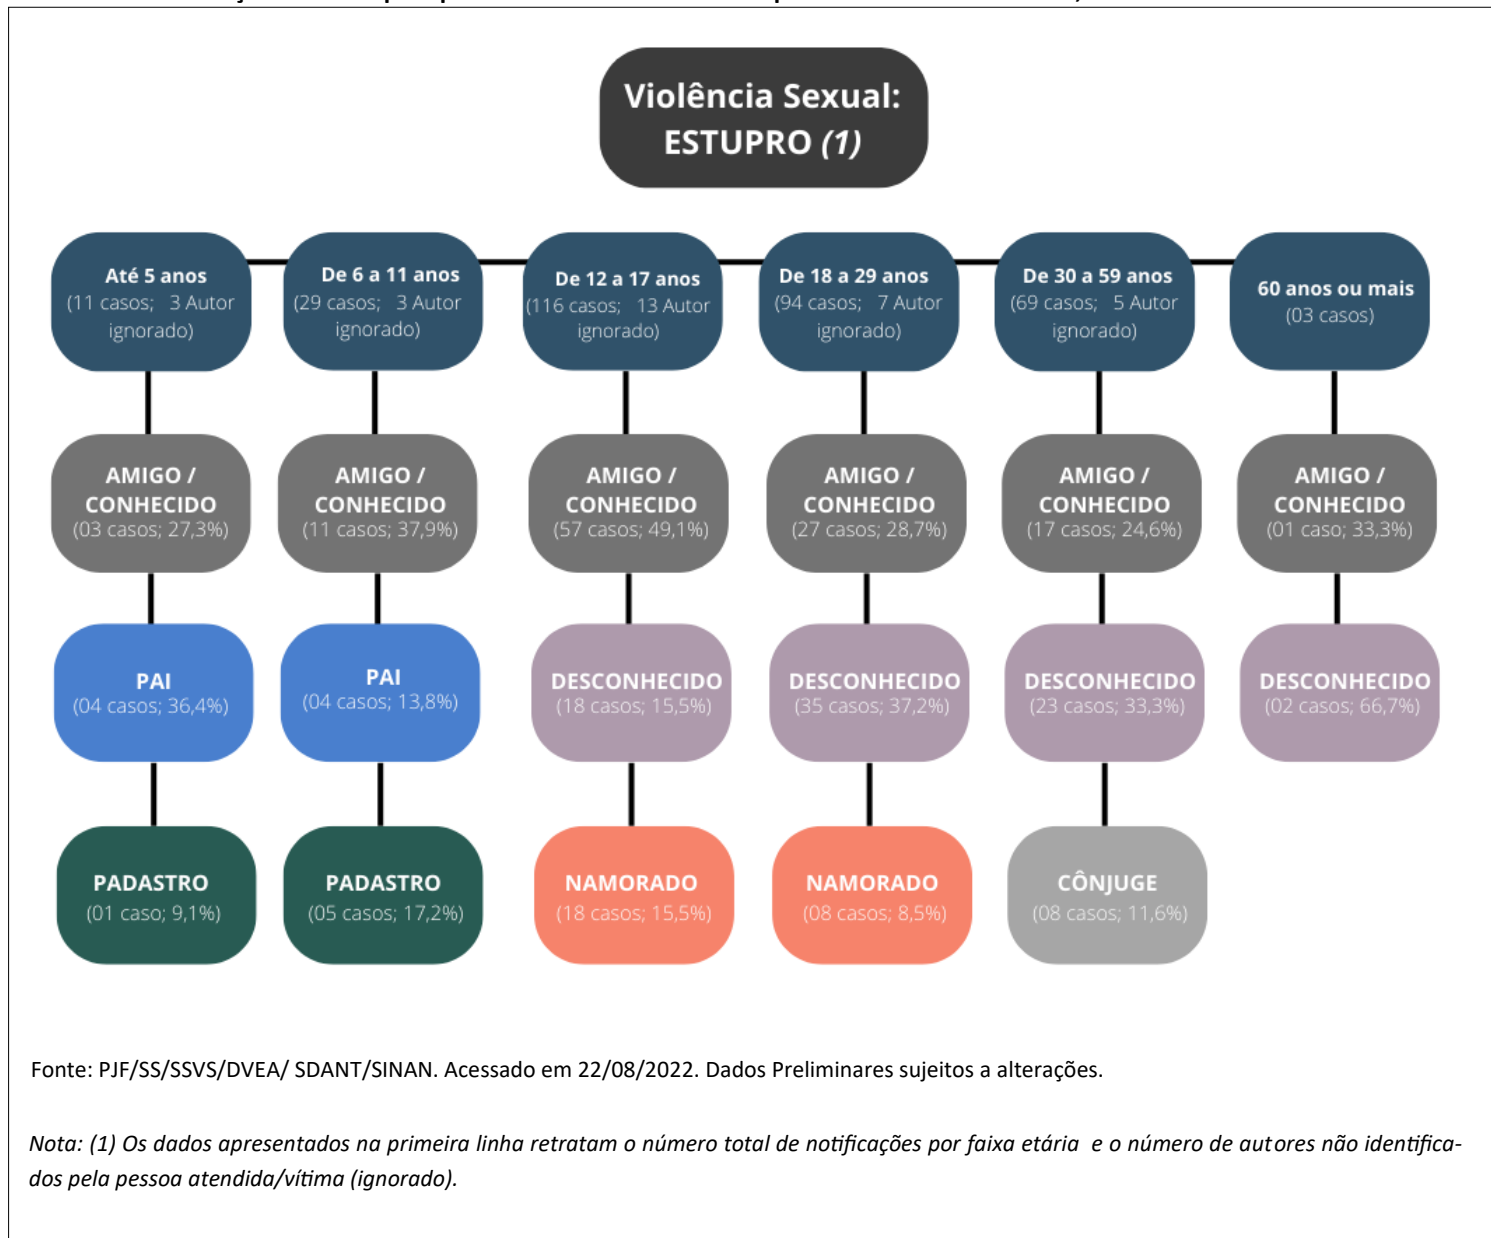 Violência Sexual:
ESTUPRO (1)
Até 5 anos
(11 casos; 3 Autor
ignorado)
De 6 a 11 anos
(29 casos; 3 Autor
ignorado)
De 12 a 17 anos
(116 casos; 13 Autor
ignorado)
De 18 a 29 anos
(94 casos; 7 Autor
ignorado)
De 30 a 59 anos
(69 casos; 5 Autor
ignorado)
60 anos ou mais
(03 casos)
AMIGO /
CONHECIDO
(03 casos; 27,3%)
AMIGO /
CONHECIDO
(11 casos; 37,9%)
AMIGO /
CONHECIDO
(57 casos; 49,1%)
AMIGO /
CONHECIDO
(27 casos; 28,7%)
AMIGO /
CONHECIDO
(17 casos; 24,6%)
AMIGO /
CONHECIDO
(01 caso; 33,3%)
PAI
(04 casos; 36,4%)
PAI
(04 casos; 13,8%)
DESCONHECIDO
(18 casos; 15,5%)
DESCONHECIDO
(35 casos; 37,2%)
DESCONHECIDO
(23 casos; 33,3%)
DESCONHECIDO
(02 casos; 66,7%)
PADASTRO
(01 caso; 9,1%)
PADASTRO
(05 casos; 17,2%)
NAMORADO
(18 casos; 15,5%)
NAMORADO
(08 casos; 8,5%)
CÔNJUGE
(08 casos; 11,6%)
Fonte: PJF/SS/SSVS/DVEA/ SDANT/SINAN. Acessado em 22/08/2022. Dados Preliminares sujeitos a alterações.
Nota: (1) Os dados apresentados na primeira linha retratam o número total de notificações por faixa etária e o número de autores não identifica-
dos pela pessoa atendida/vítima (ignorado).